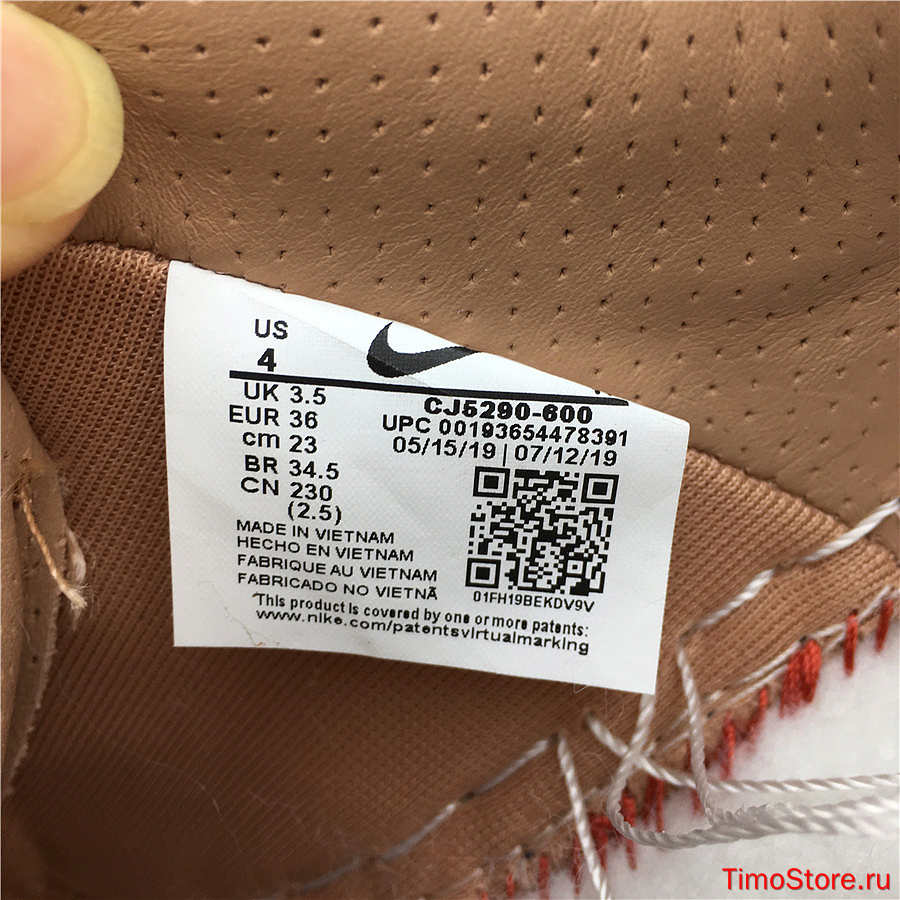 US
4
UK 3.5
EUR 36
cm 23
BR 34.5
CN 230
(2.5)
CJ5290-600
UPC 00193654478391
05/15/19 | 07/12/19
01FH19BEKDV9V
MADE IN VIETNAM
HECHO EN VIETNAM
FABRIQUE AU VIETNAM
FABRICADO NO VIETNÃ
This product is covered by one or more patents:
www.nike.com/patentsvirtualmarking
TimoStore.ru